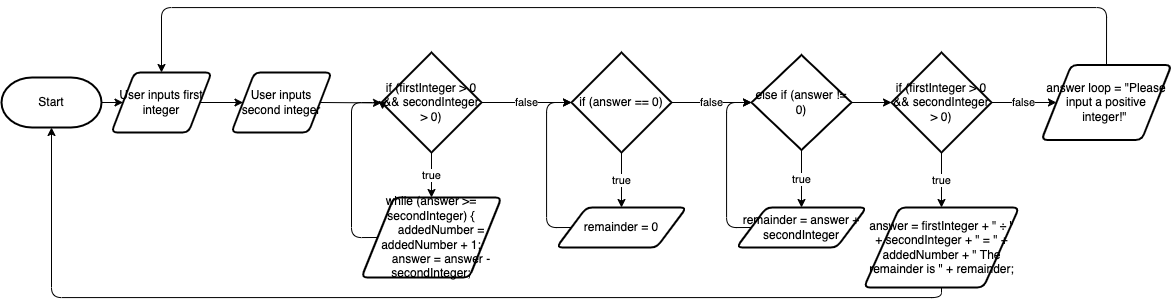 Start
User inputs first
integer
User inputs
second integer
if (firstInteger > 0
&& secondInteger
> 0)
false
if (answer == 0)
false
else if (answer !=
0)
if (firstInteger > 0
&& secondInteger
> 0)
false
answer loop = "Please
input a positive
integer!"
true
true
true
true
while (answer >=
secondInteger) {
addedNumber =
addedNumber + 1;
answer = answer -
secondInteger;
remainder = 0
remainder = answer +
secondInteger
answer = firstInteger + " ÷ "
+ secondInteger + " = " +
addedNumber + " The
remainder is " + remainder;